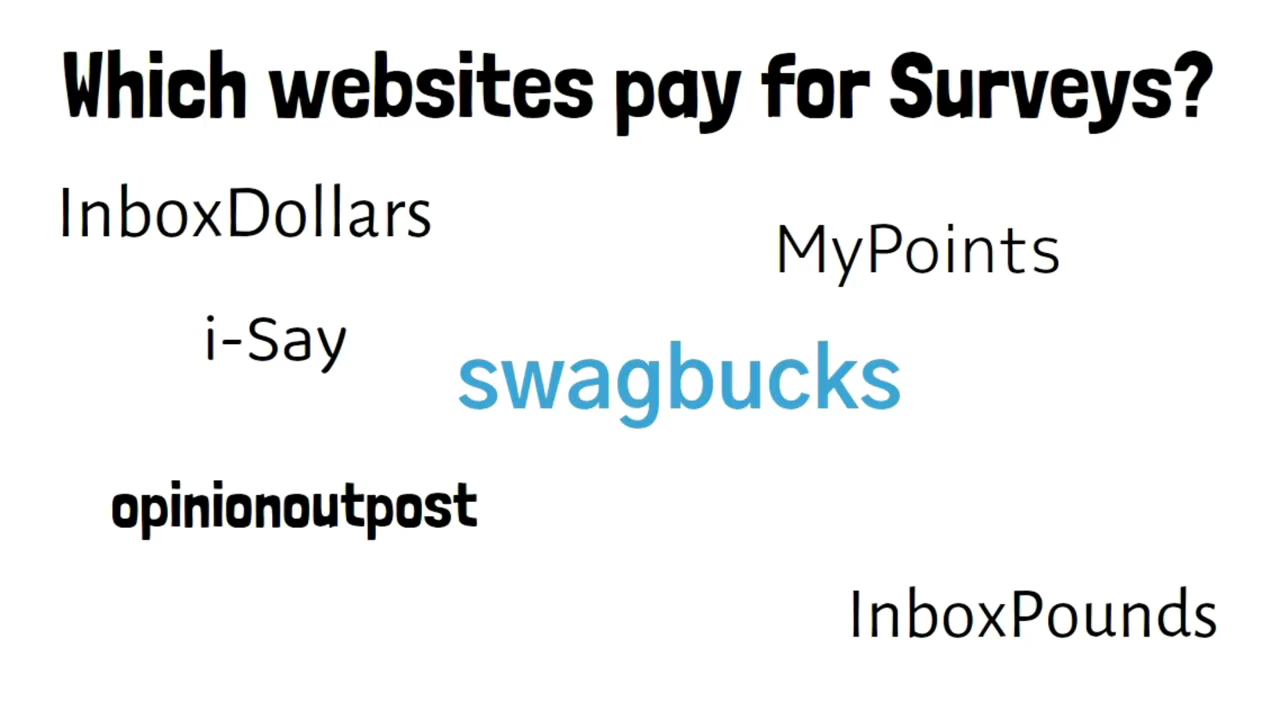 Which websites pay for Surveys?
InboxDollars
MyPoints
i-Say
swagbucks
opinionoutpost
InboxPounds